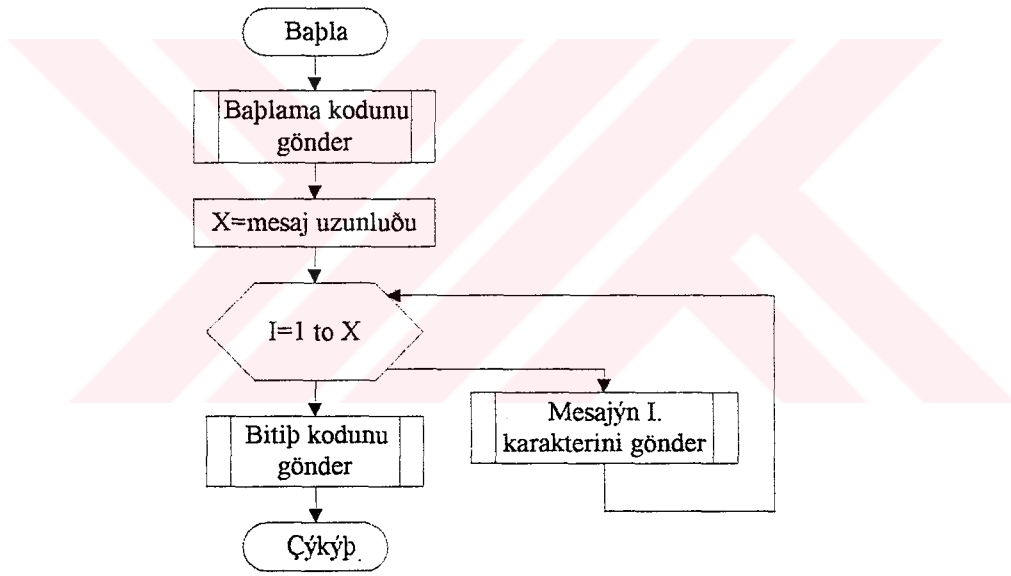 Baþla
Baþlama kodunu
gönder
X=mesaj uzunluðu
I=1 to X
Mesajýn I.
karakterini gönder
Bitiþ kodunu
gönder
Çýkýþ